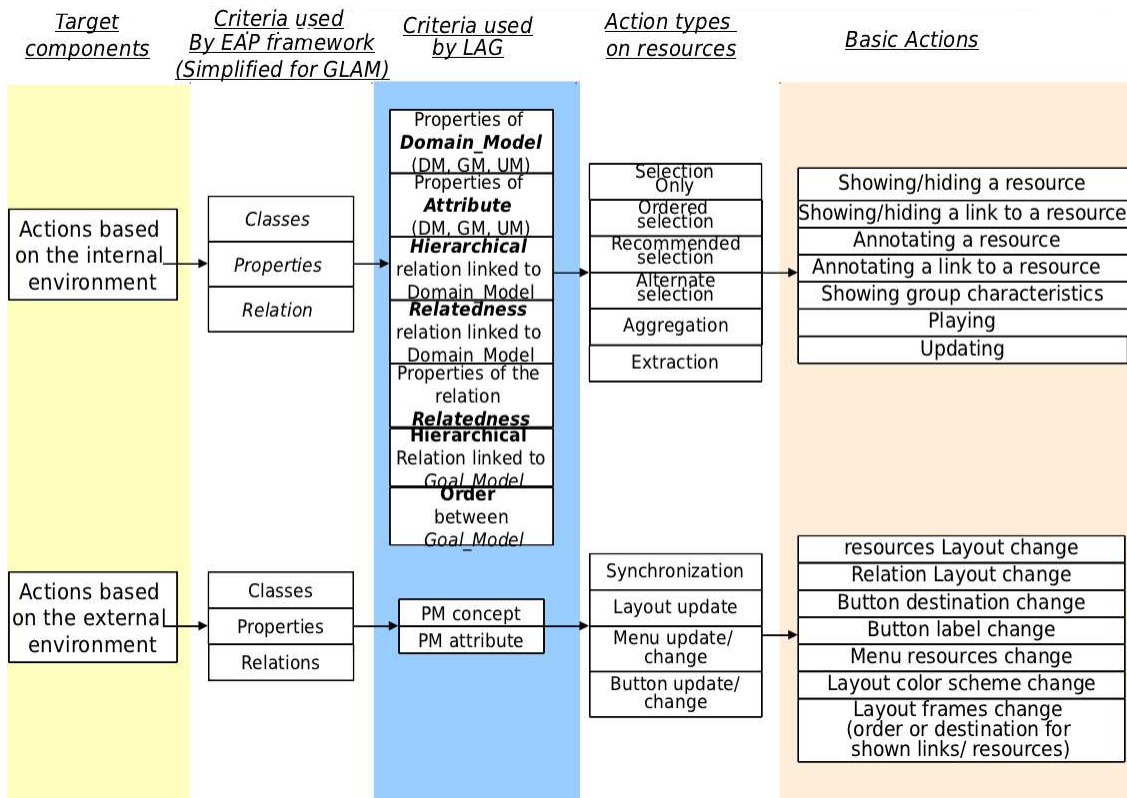 Target
components
Criteria used
By EAP framework
(Simplified for GLAM)
Criteria used
by LAG
Action types
on resources
Basic Actions
Actions based
on the internal
environment
Classes
Properties
Relation
Properties of
Domain_Model
(DM, GM, UM)
Properties of
Attribute
(DM, GM, UM)
Hierarchical
relation linked to
Domain_Model
Relatedness
relation linked to
Domain_Model
Properties of the
relation
Relatedness
Hierarchical
Relation linked to
Goal_Model
Order
between
Goal_Model
Selection
Only
Ordered
selection
Recommended
selection
Alternate
selection
Aggregation
Extraction
Showing/hiding a resource
Showing/hiding a link to a resource
Annotating a resource
Annotating a link to a resource
Showing group characteristics
Playing
Updating
Actions based
on the external
environment
Classes
Properties
Relations
PM concept
PM attribute
Synchronization
Layout update
Menu update/
change
Button update/
change
resources Layout change
Relation Layout change
Button destination change
Button label change
Menu resources change
Layout color scheme change
Layout frames change
(order or destination for
shown links/ resources)